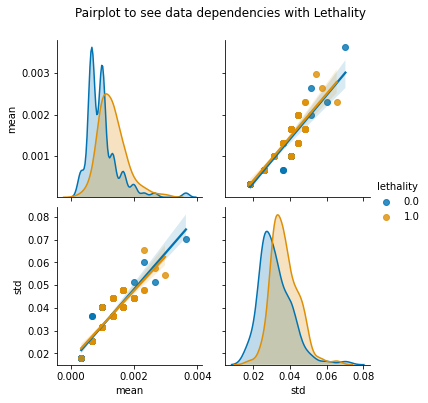 Pairplot to see data dependencies with Lethality
mean
0.003
0.002
0.001
lethality
0.0
1.0
std
0.08
0.07
0.06
0.05
0.04
0.03
0.02
0.000 0.002 0.004
0.02 0.04 0.06 0.08
mean
std